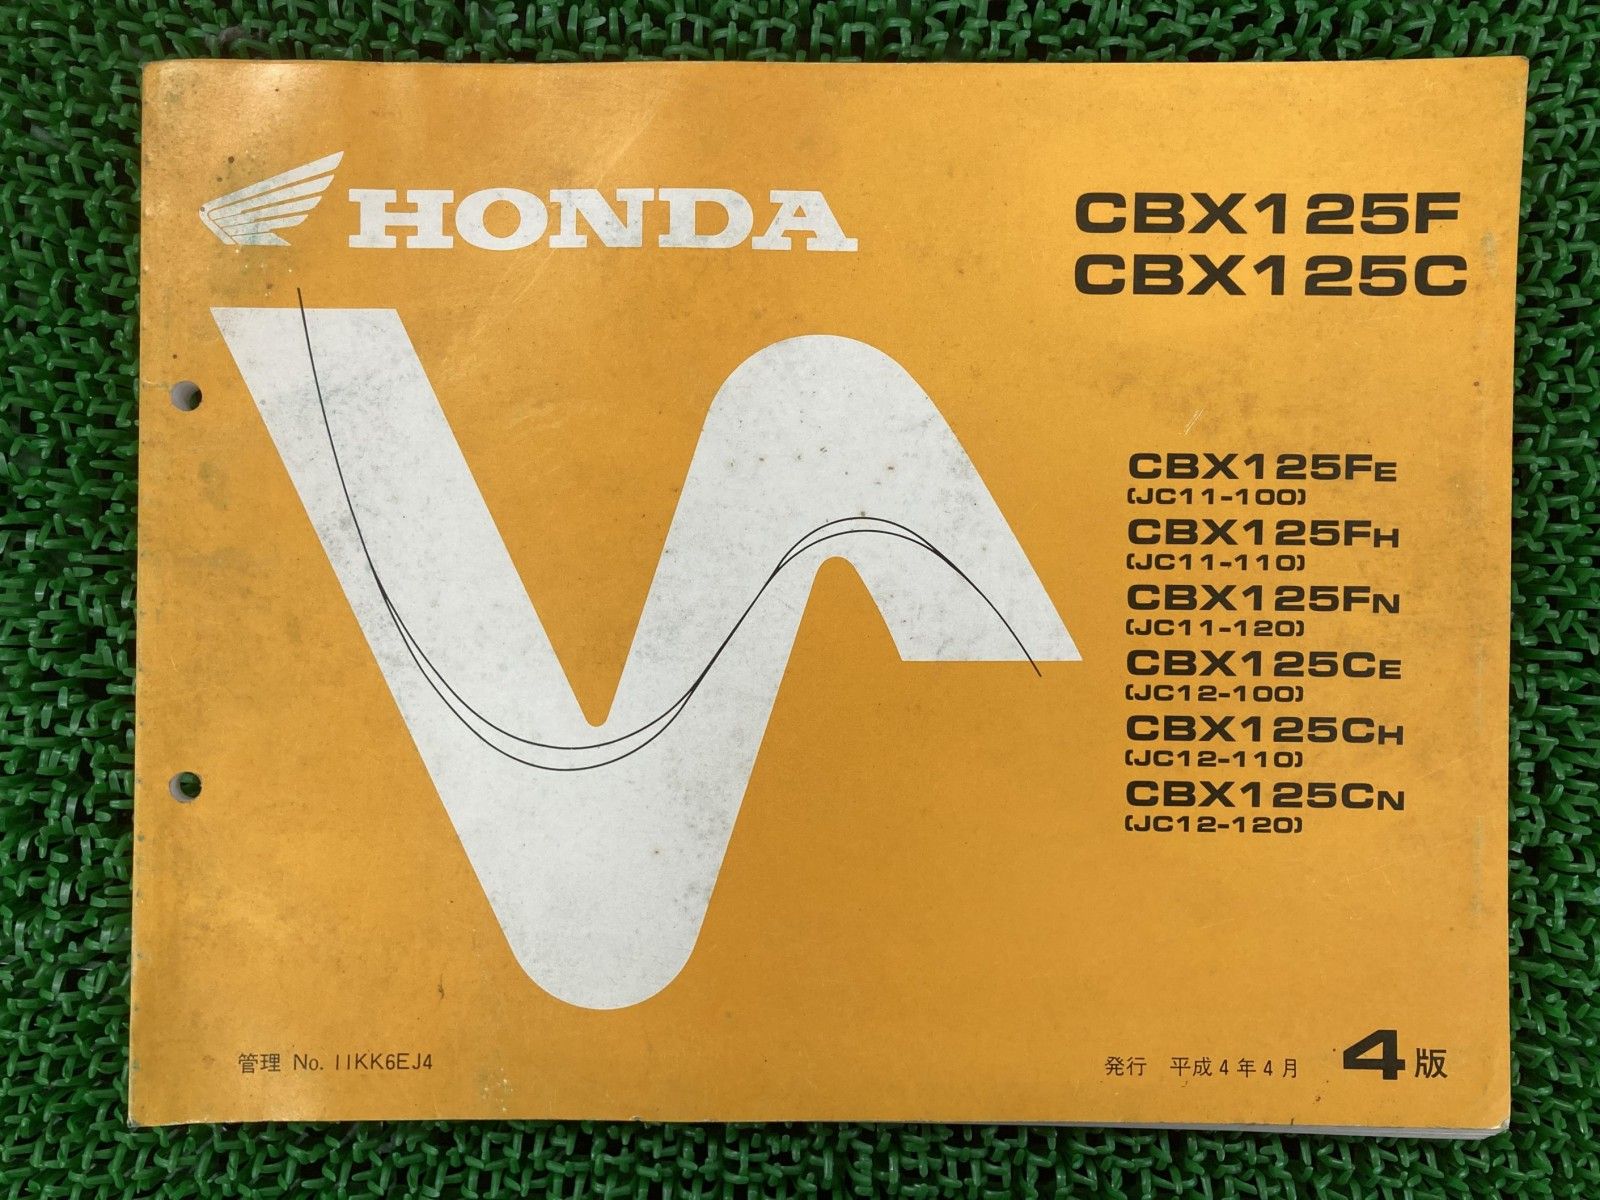 HONDA
CBX125F
CBX125C
CBX125FE
(JC11-100)
CBX125FH
(JC11-110)
CBX125FN
(JC11-120)
CBX125CE
(JC12-100)
CBX125CH
(JC12-110)
CBX125CN
(JC12-120)
管理 No. 11KK6EJ4
発行 平成4年4月 4版